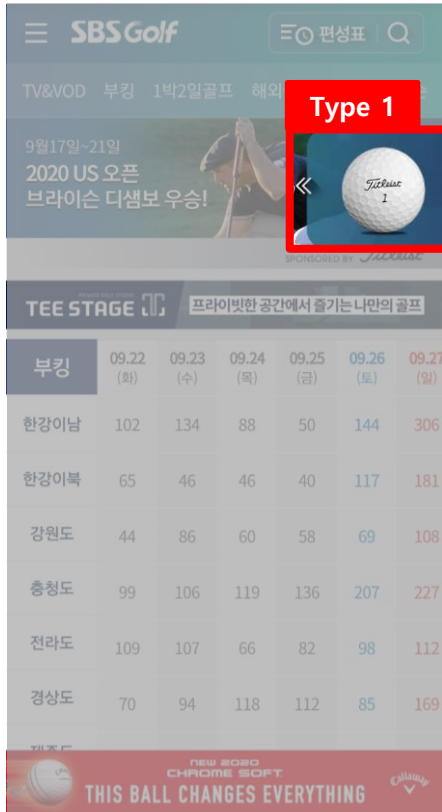 SBS Golf
편성표
TV&VOD 부킹 1박2일골프 해외
Type 1
9월17일~21일
2020 US 오픈
브라이슨 디섐보 우승!
Titleist
1
SPONSORED BY Titleist
TEE STAGE
프라이빗한 공간에서 즐기는 나만의 골프
부킹 09.22 09.23 09.24 09.25 09.26 09.27
(화) (수) (목) (금) (토) (일)
한강이남 102 134 88 50 144 306
한강이북 65 46 46 40 117 181
강원도 44 86 60 58 69 108
충청도 99 106 119 136 207 227
전라도 109 107 66 82 98 112
경상도 70 94 118 112 85 169
NEW 2020
CHROME SOFT
THIS BALL CHANGES EVERYTHING
Callaway